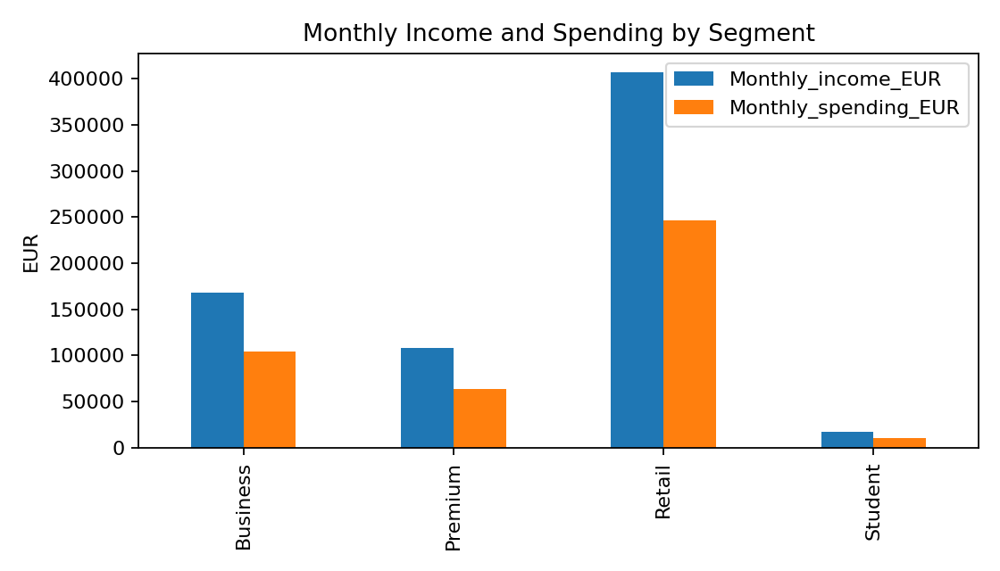 Monthly Income and Spending by Segment
Monthly_income_EUR
Monthly_spending_EUR
EUR
400000
350000
300000
250000
200000
150000
100000
50000
0
Business
Premium
Retail
Student